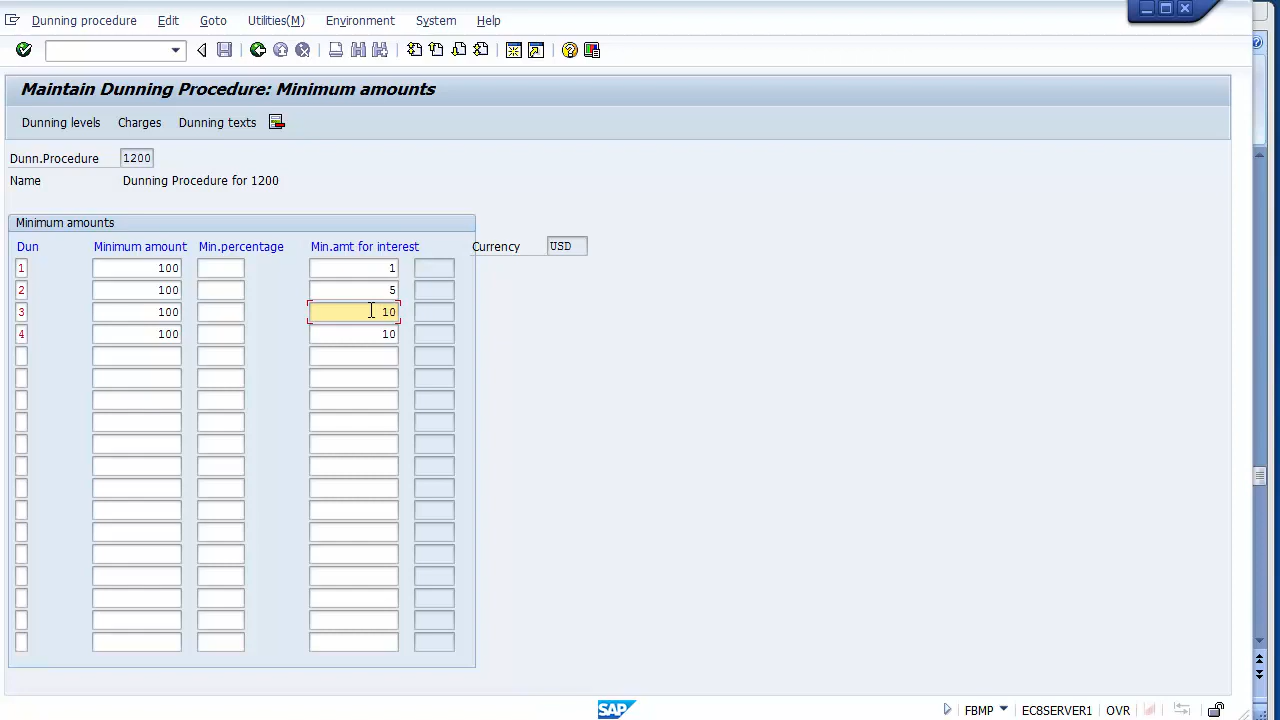 Dunning procedure Edit Goto Utilities(M) Environment System Help
Maintain Dunning Procedure: Minimum amounts
Dunning levels Charges Dunning texts
Dunn.Procedure 1200
Name Dunning Procedure for 1200
Minimum amounts
Dun Minimum amount Min.percentage Min.amt for interest Currency USD
1 100 1
2 100 5
3 100 10
4 100 10
SAP FBMP ECCSERVER1 OVR